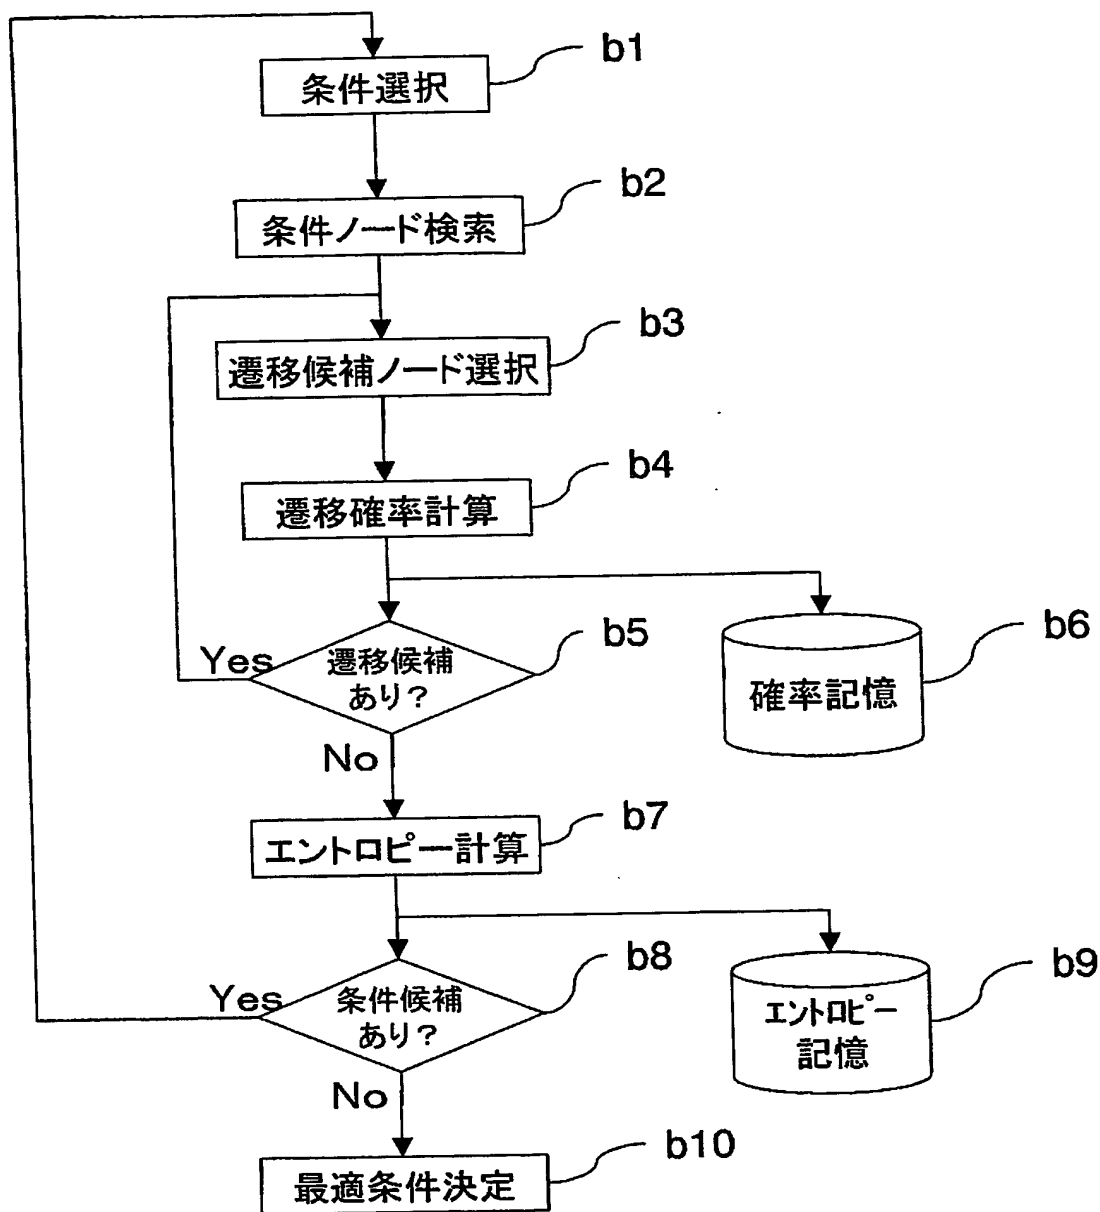 b1
条件選択
b2
条件ノード検索
b3
遷移候補ノード選択
b4
遷移確率計算
b5
遷移候補
あり？
Yes
No
b6
確率記憶
b7
エントロピー計算
b8
条件候補
あり？
Yes
No
b9
エントロピー
記憶
b10
最適条件決定